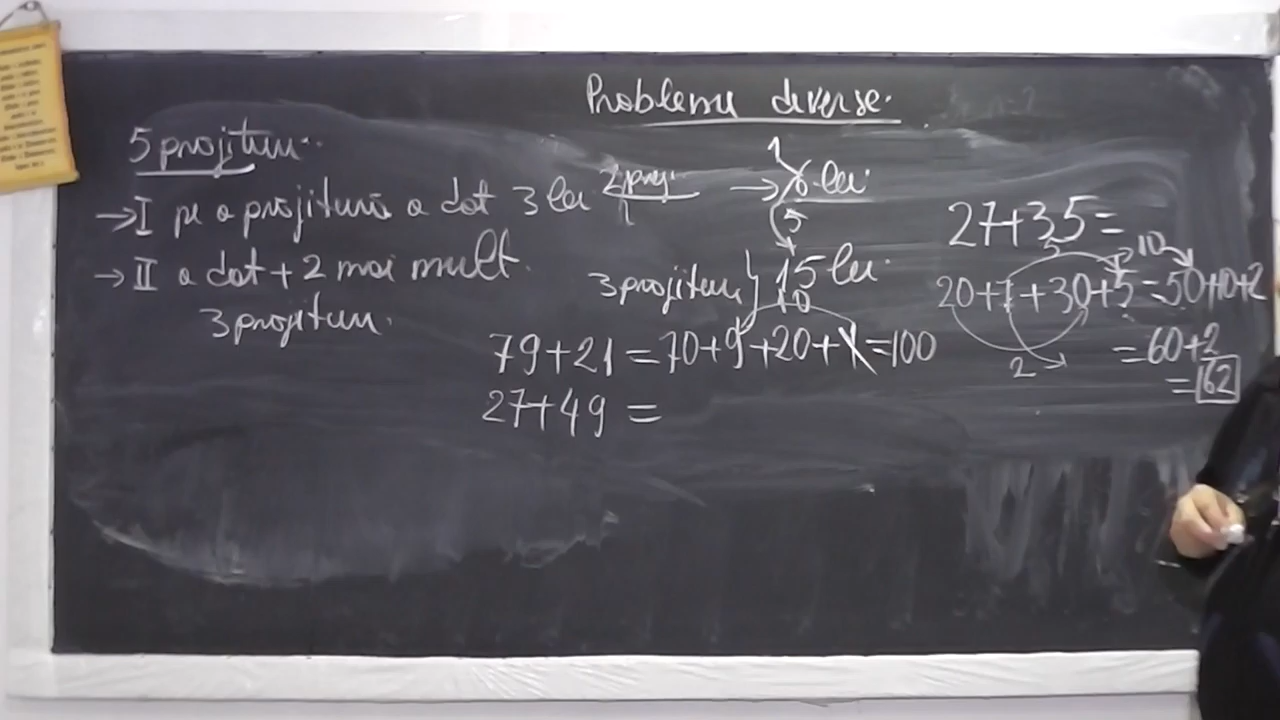 Probleme diverse.
5 prăjituri.
→ I pe o prăjitură a dat 3 lei 2 prăj. → 6 lei.
→ II a dat + 2 mai mult.
3 prăjituri.
3 prăjituri } 15 lei.
79+21 = 70+9+20+1 = 100
27+49 =
27+35=
20+7+30+5=50+10+2
=60+2
=62